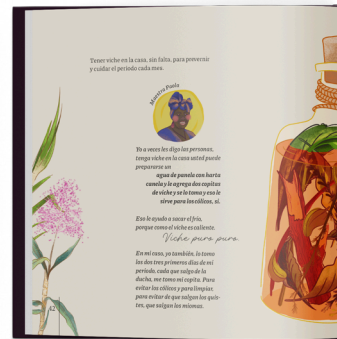 Tener viche en la casa, sin falta, para prevenir
y cuidar el periodo cada mes.
Maestra Paola
Yo a veces les digo las personas,
tenga viche en la casa usted puede
prepararse un
agua de panela con harta
canela y le agrega dos copitas
de viche y se lo toma y eso le
sirve para los cólicos, sí.
Eso le ayuda a sacar el frío,
porque como el viche es caliente.
Viche puro puro.
En mi caso, yo también, lo tomo
los dos tres primeros días de mi
periodo, cada que salgo de la
ducha, me tomo mi copita. Para
evitar los cólicos y para limpiar,
para evitar de que salgan los quis-
tes, que salgan los miomas.
42